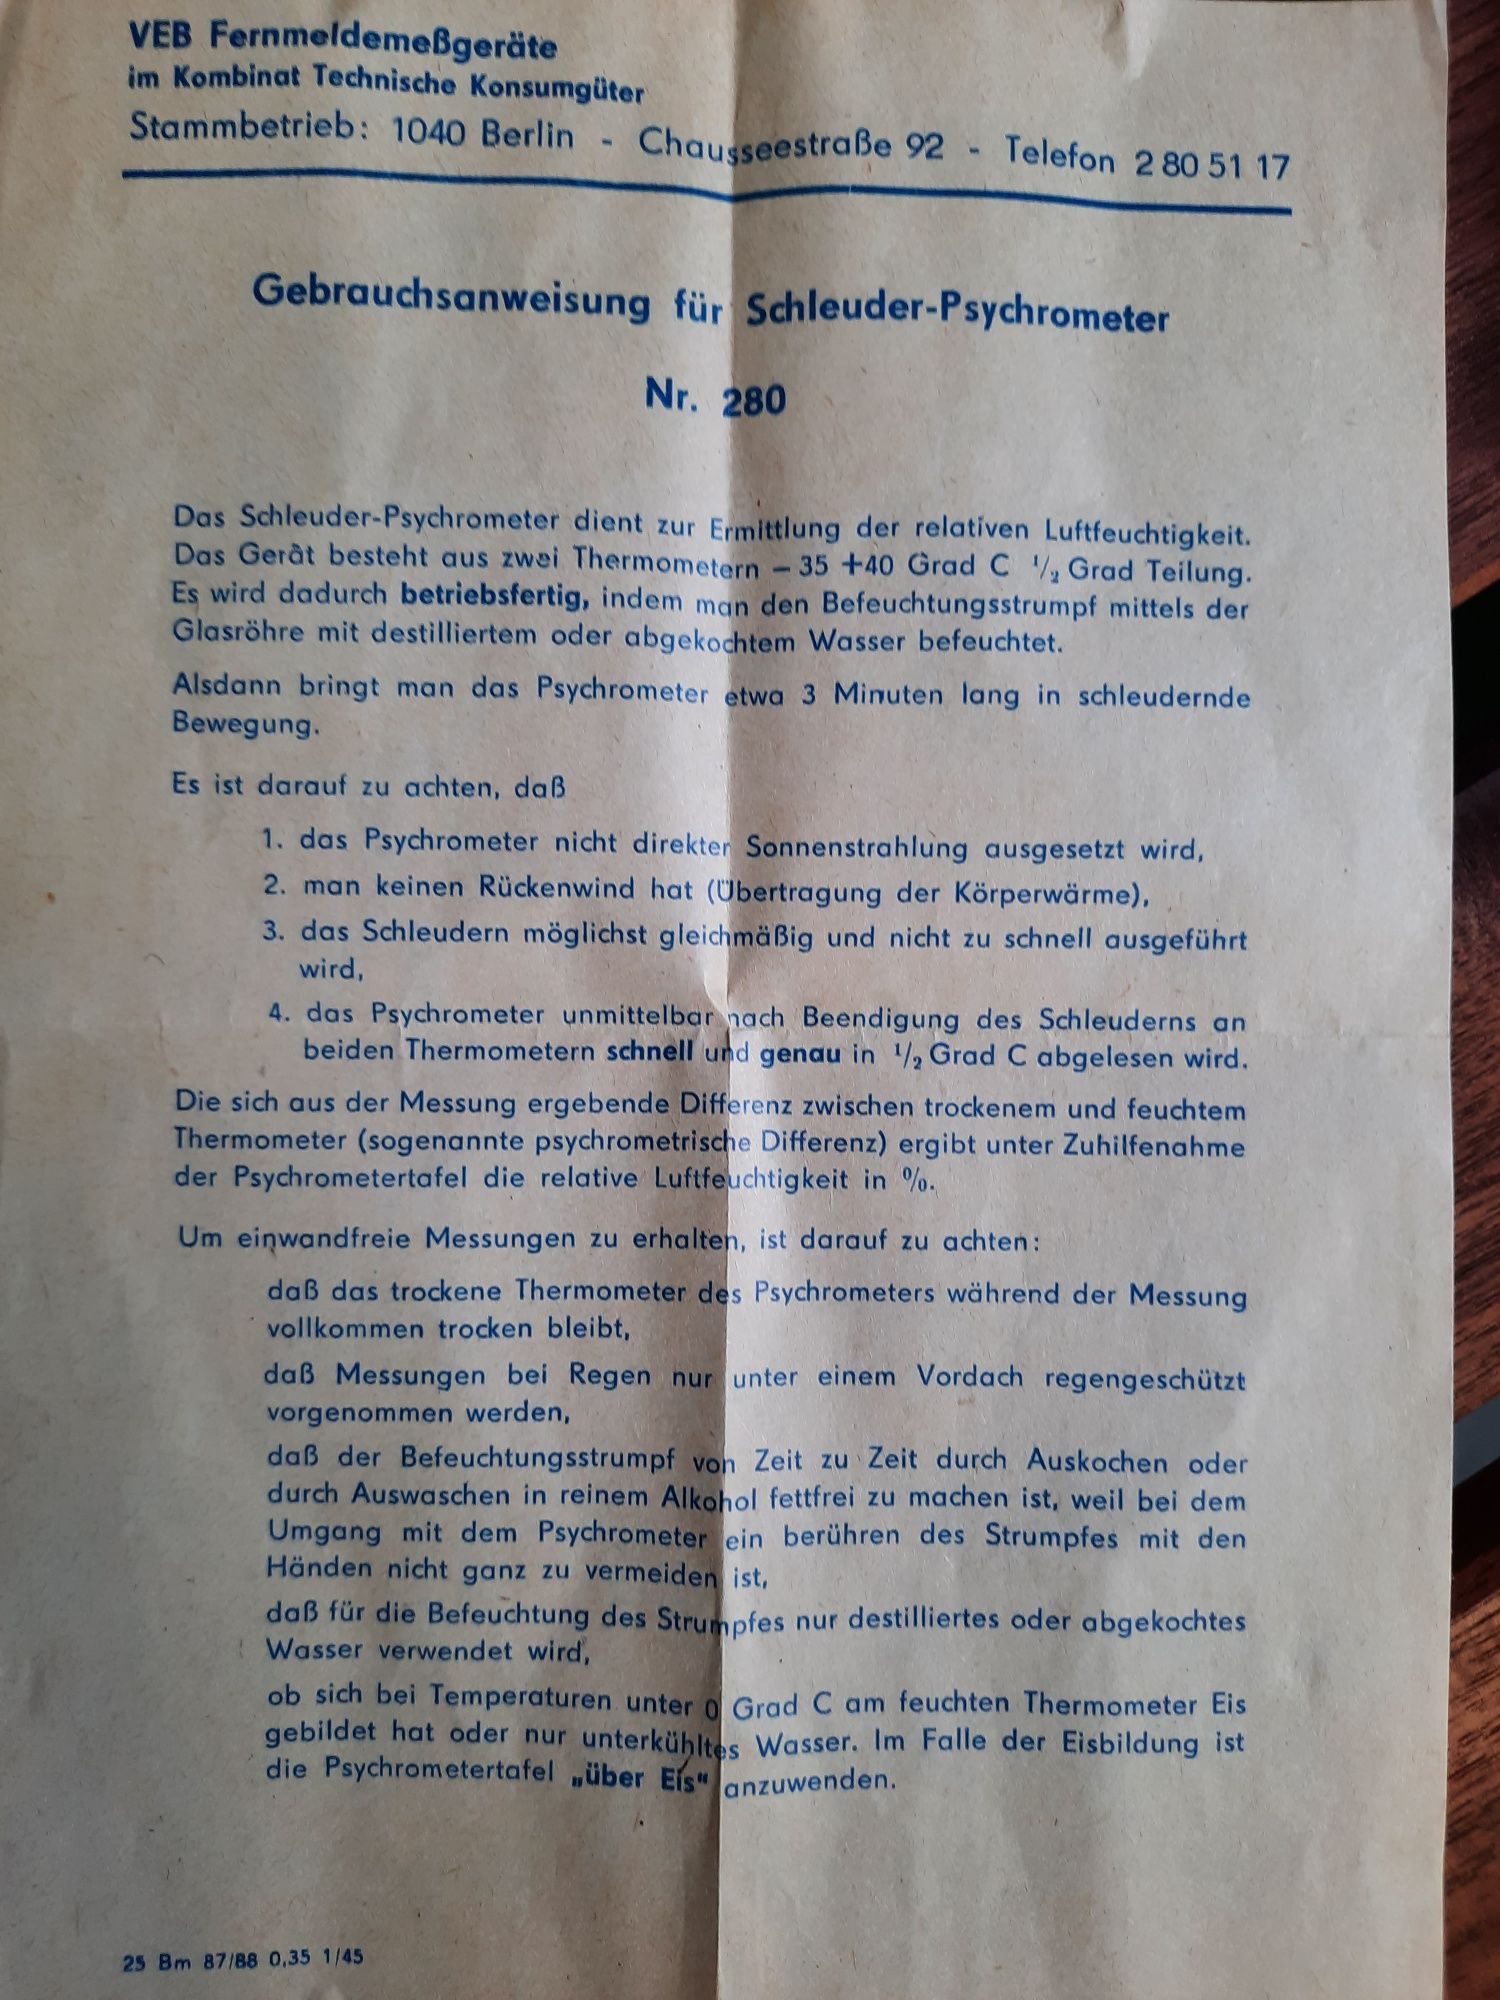 VEB Fernmeldemeßgeräte
im Kombinat Technische Konsumgüter
Stammbetrieb: 1040 Berlin - Chausseestraße 92 - Telefon 2 80 51 17
Gebrauchsanweisung für Schleuder-Psychrometer
Nr. 280
Das Schleuder-Psychrometer dient zur Ermittlung der relativen Luftfeuchtigkeit.
Das Gerät besteht aus zwei Thermometern – 35 +40 Grad C ½ Grad Teilung.
Es wird dadurch betriebsfertig, indem man den Befeuchtungsstrumpf mittels der
Glasröhre mit destilliertem oder abgekochtem Wasser befeuchtet.
Alsdann bringt man das Psychrometer etwa 3 Minuten lang in schleudernde
Bewegung.
Es ist darauf zu achten, daß
1. das Psychrometer nicht direkter Sonnenstrahlung ausgesetzt wird,
2. man keinen Rückenwind hat (Übertragung der Körperwärme),
3. das Schleudern möglichst gleichmäßig und nicht zu schnell ausgeführt
wird,
4. das Psychrometer unmittelbar nach Beendigung des Schleuderns an
beiden Thermometern schnell und genau in ½ Grad C abgelesen wird.
Die sich aus der Messung ergebende Differenz zwischen trockenem und feuchtem
Thermometer (sogenannte psychrometrische Differenz) ergibt unter Zuhilfenahme
der Psychrometertafel die relative Luftfeuchtigkeit in %.
Um einwandfreie Messungen zu erhalten, ist darauf zu achten:
daß das trockene Thermometer des Psychrometers während der Messung
vollkommen trocken bleibt,
daß Messungen bei Regen nur unter einem Vordach regengeschützt
vorgenommen werden,
daß der Befeuchtungsstrumpf von Zeit zu Zeit durch Auskochen oder
durch Auswaschen in reinem Alkohol fettfrei zu machen ist, weil bei dem
Umgang mit dem Psychrometer ein berühren des Strumpfes mit den
Händen nicht ganz zu vermeiden ist,
daß für die Befeuchtung des Strumpfes nur destilliertes oder abgekochtes
Wasser verwendet wird,
ob sich bei Temperaturen unter 0 Grad C am feuchten Thermometer Eis
gebildet hat oder nur unterkühltes Wasser. Im Falle der Eisbildung ist
die Psychrometertafel „über Eis“ anzuwenden.
25 Bm 87/88 0,35 1/45